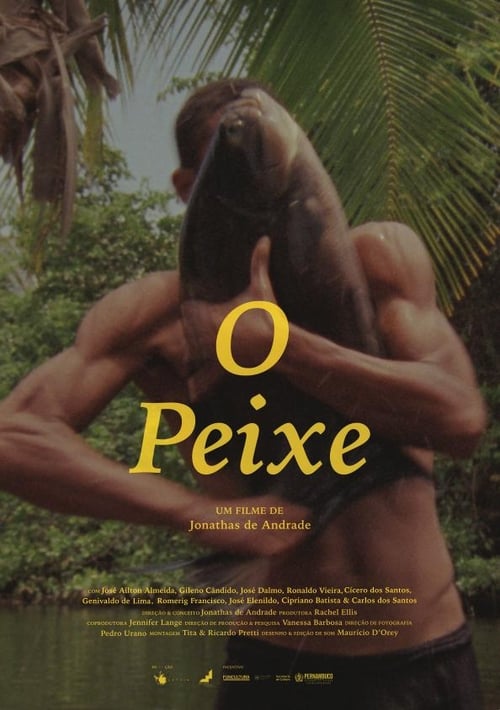 O
Peixe
UM FILME DE
Jonathas de Andrade
COM José Ailton Almeida, Gileno Cândido, José Dalmo, Ronaldo Vieira, Cícero dos Santos,
Genivaldo de Lima, Romerig Francisco, José Elenildo, Cipriano Batista & Carlos dos Santos
DIREÇÃO & CONCEITO Jonathas de Andrade PRODUTORA Rachel Ellis
COPRODUTORA Jennifer Lange DIREÇÃO DE PRODUÇÃO & PESQUISA Vanessa Barbosa DIREÇÃO DE FOTOGRAFIA
Pedro Urano MONTAGEM Tita & Ricardo Pretti DESENHO & EDIÇÃO DE SOM Maurício D'Orey
INCENTIVO
FUNCULTURA
PERNAMBUCO